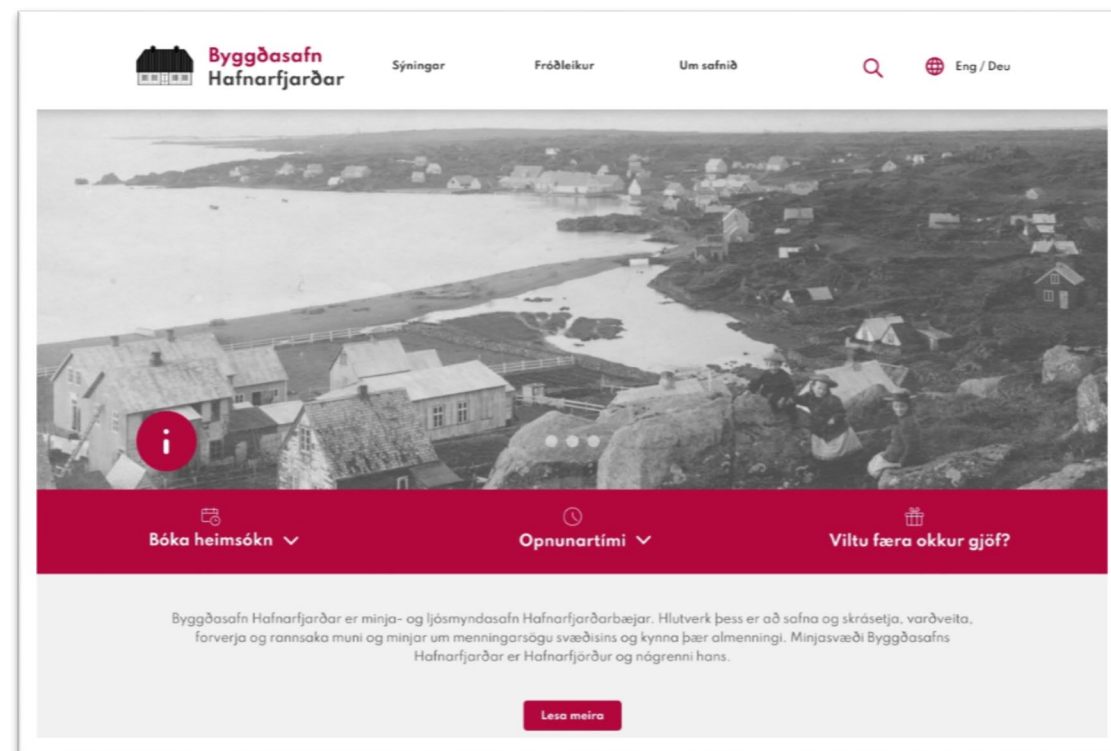 Byggðasafn
Hafnarfjarðar
Sýningar
Fróðleikur
Um safnið
Eng / Deu
i
Bóka heimsókn
Opnunartími
Viltu færa okkur gjöf?
Byggðasafn Hafnarfjarðar er minja- og ljósmyndasafn Hafnarfjarðarbæjar. Hlutverk þess er að safna og skrásetja, varðveita,
forverja og rannsaka muni og minjar um menningarsögu svæðisins og kynna þær almenningi. Minjasvæði Byggðasafns
Hafnarfjarðar er Hafnarfjörður og nágrenni hans.
Lesa meira